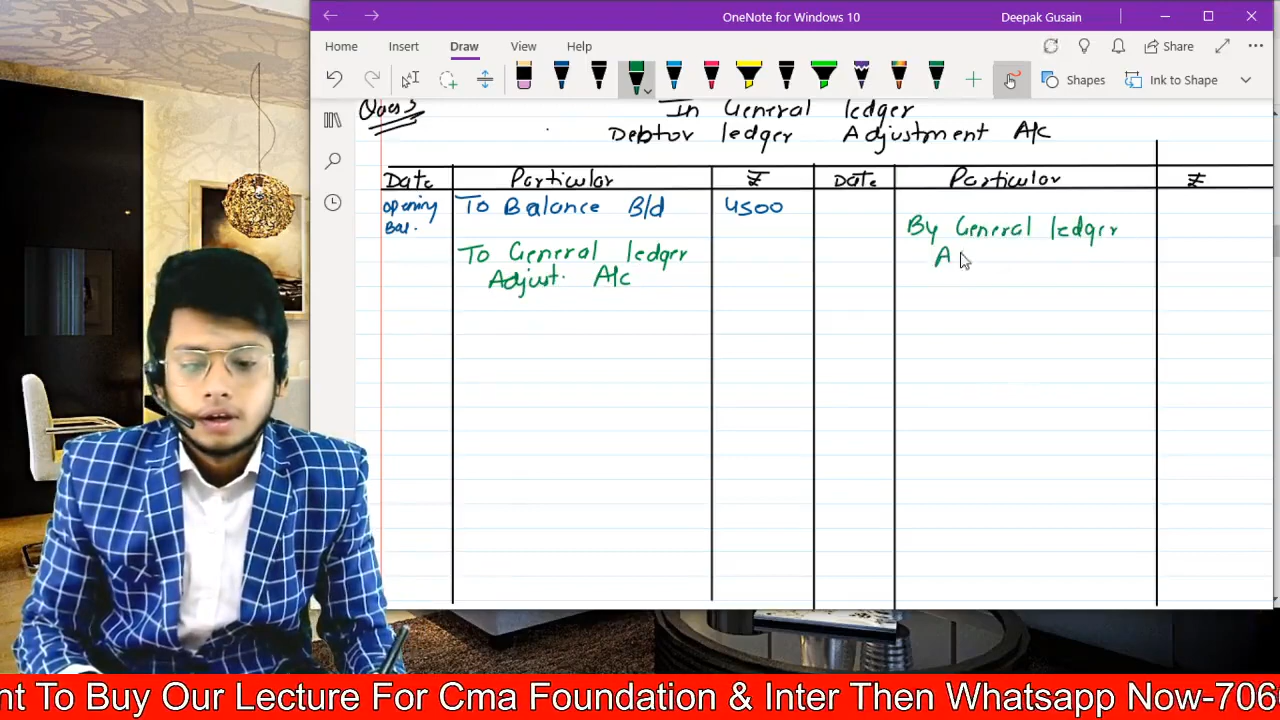 OneNote for Windows 10
Deepak Gusain
Home Insert Draw View Help
Share
Shapes
Ink to Shape
Ques 3
In General ledger
Debtor ledger Adjustment A/c
Date Particular ₹ Date Particular ₹
opening To Balance B/d 4500
Bal.
By General ledger
A
To General ledger
Adjust. A/c
nt To Buy Our Lecture For Cma Foundation & Inter Then Whatsapp Now-706